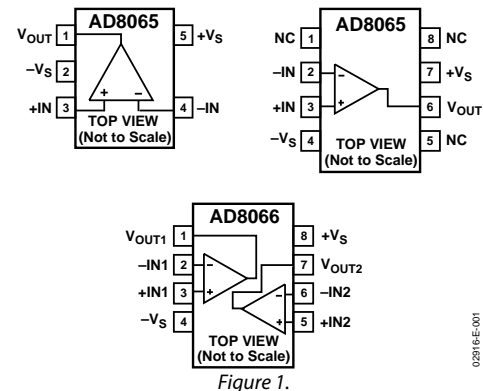 AD8065
VOUT 1
5 +VS
–VS 2
+IN 3
4 –IN
+ –
TOP VIEW
(Not to Scale)
AD8065
NC 1
8 NC
–IN 2
7 +VS
+IN 3
6 VOUT
–VS 4
5 NC
–
+
TOP VIEW
(Not to Scale)
AD8066
VOUT1 1
8 +VS
–IN1 2
7 VOUT2
+IN1 3
6 –IN2
–VS 4
5 +IN2
–
+
–
+
TOP VIEW
(Not to Scale)
02916-E-001
Figure 1.